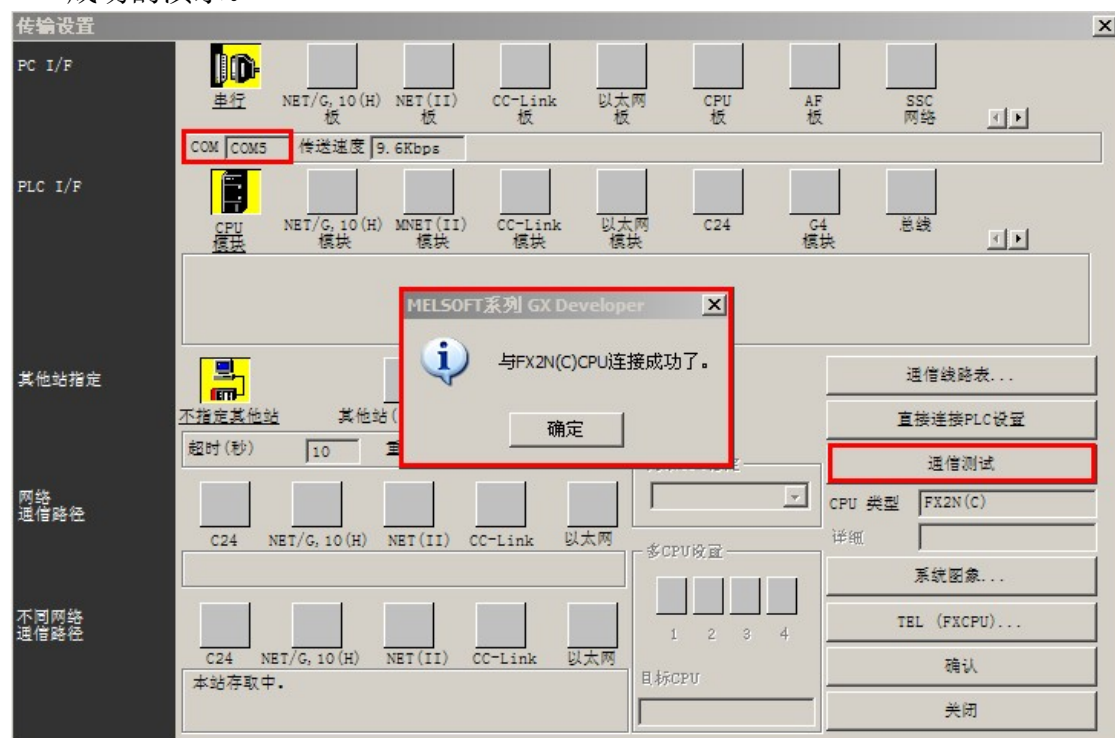 传输设置
PC I/F
串行
NET/G,10(H)
板
NET(II)
板
CC-Link
板
以太网
板
CPU
板
AF
板
SSC
网络
COM COM5 传送速度 9.6Kbps
PLC I/F
CPU
模块
NET/G,10(H)
模块
MNET(II)
模块
CC-Link
模块
以太网
模块
C24
G4
模块
总线
MELSOFT系列 GX Developer
与FX2N(C)CPU连接成功了。
确定
其他站指定
不指定其他站
其他站(
超时(秒) 10
通信线路表...
直接连接PLC设置
通信测试
CPU 类型 FX2N(C)
详细
系统图象...
TEL (FXCPU)...
确认
关闭
网络
通信路径
C24 NET/G,10(H) NET(II) CC-Link 以太网
多CPU设置
1 2 3 4
目标CPU
不同网络
通信路径
C24 NET/G,10(H) NET(II) CC-Link 以太网
本站存取中.